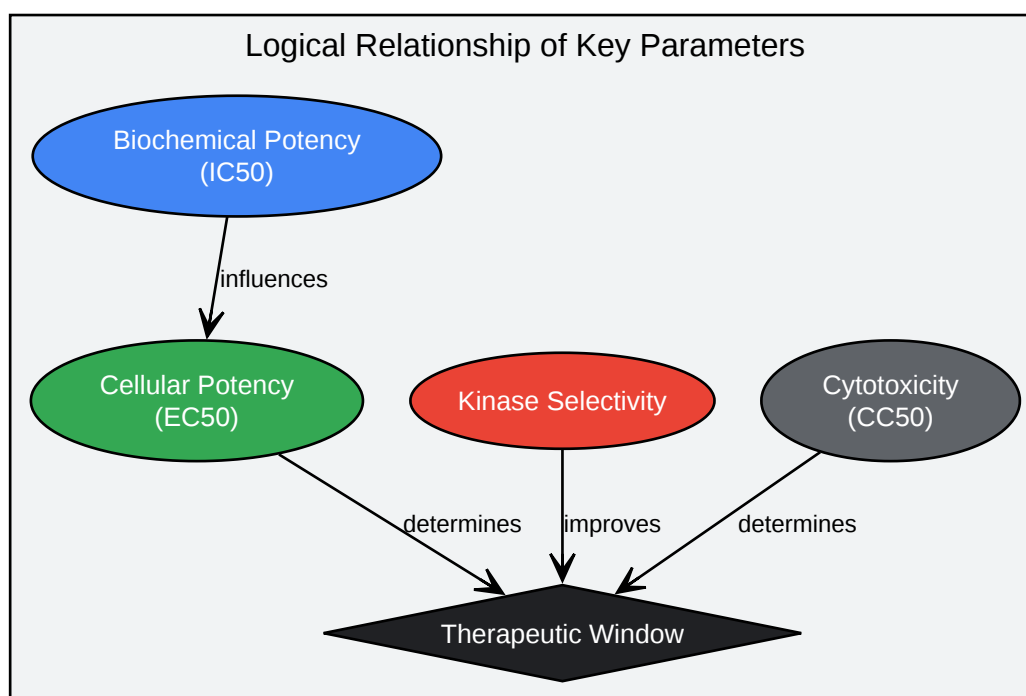 Logical Relationship of Key Parameters
Biochemical Potency
(IC50)
influences
Cellular Potency
(EC50)
Kinase Selectivity
Cytotoxicity
(CC50)
determines
improves
determines
Therapeutic Window